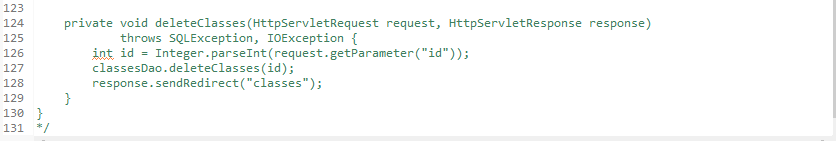 123
124     private void deleteClasses(HttpServletRequest request, HttpServletResponse response)
125             throws SQLException, IOException {
126         int id = Integer.parseInt(request.getParameter("id"));
127         classesDao.deleteClasses(id);
128         response.sendRedirect("classes");
129     }
130 }
131 */